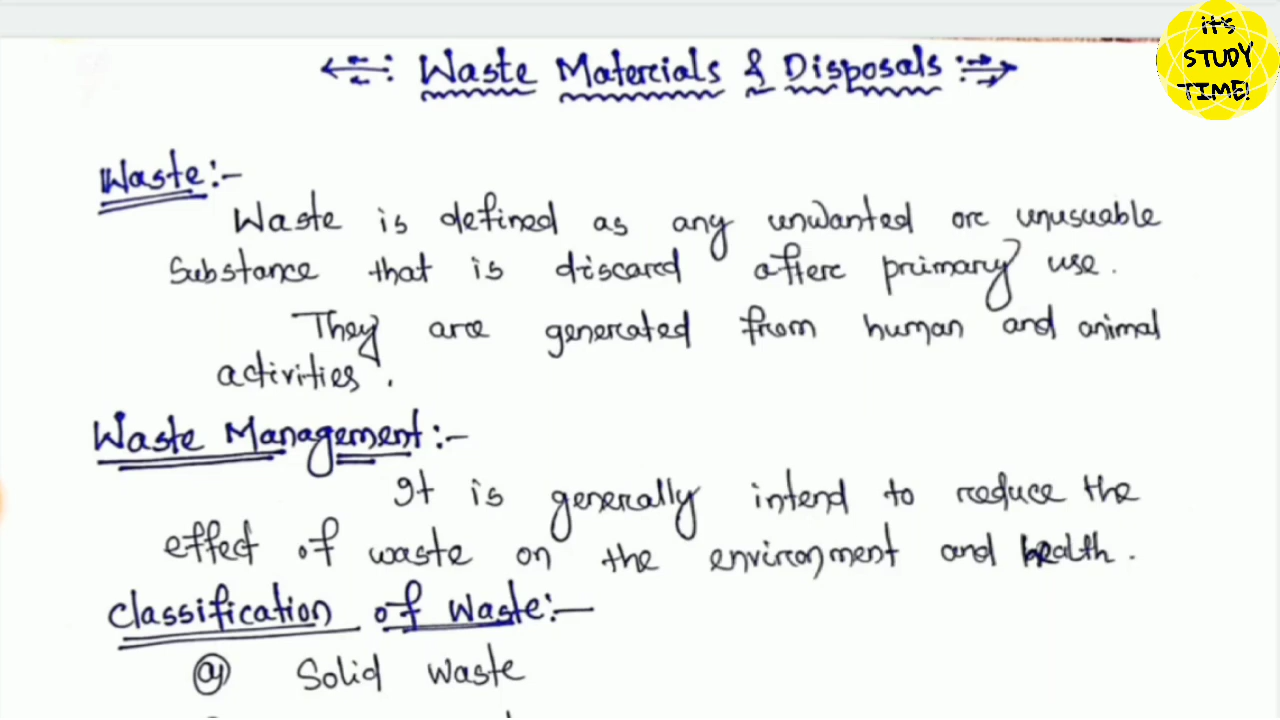 Waste Materials & Disposals
it's
STUDY
TIME!
Waste:-
Waste is defined as any unwanted or unusuable
Substance that is discard after primary use.
They are generated from human and animal
activities.
Waste Management:-
It is generally intend to reduce the
effect of waste on the environment and health.
Classification of Waste:-
(a) Solid waste